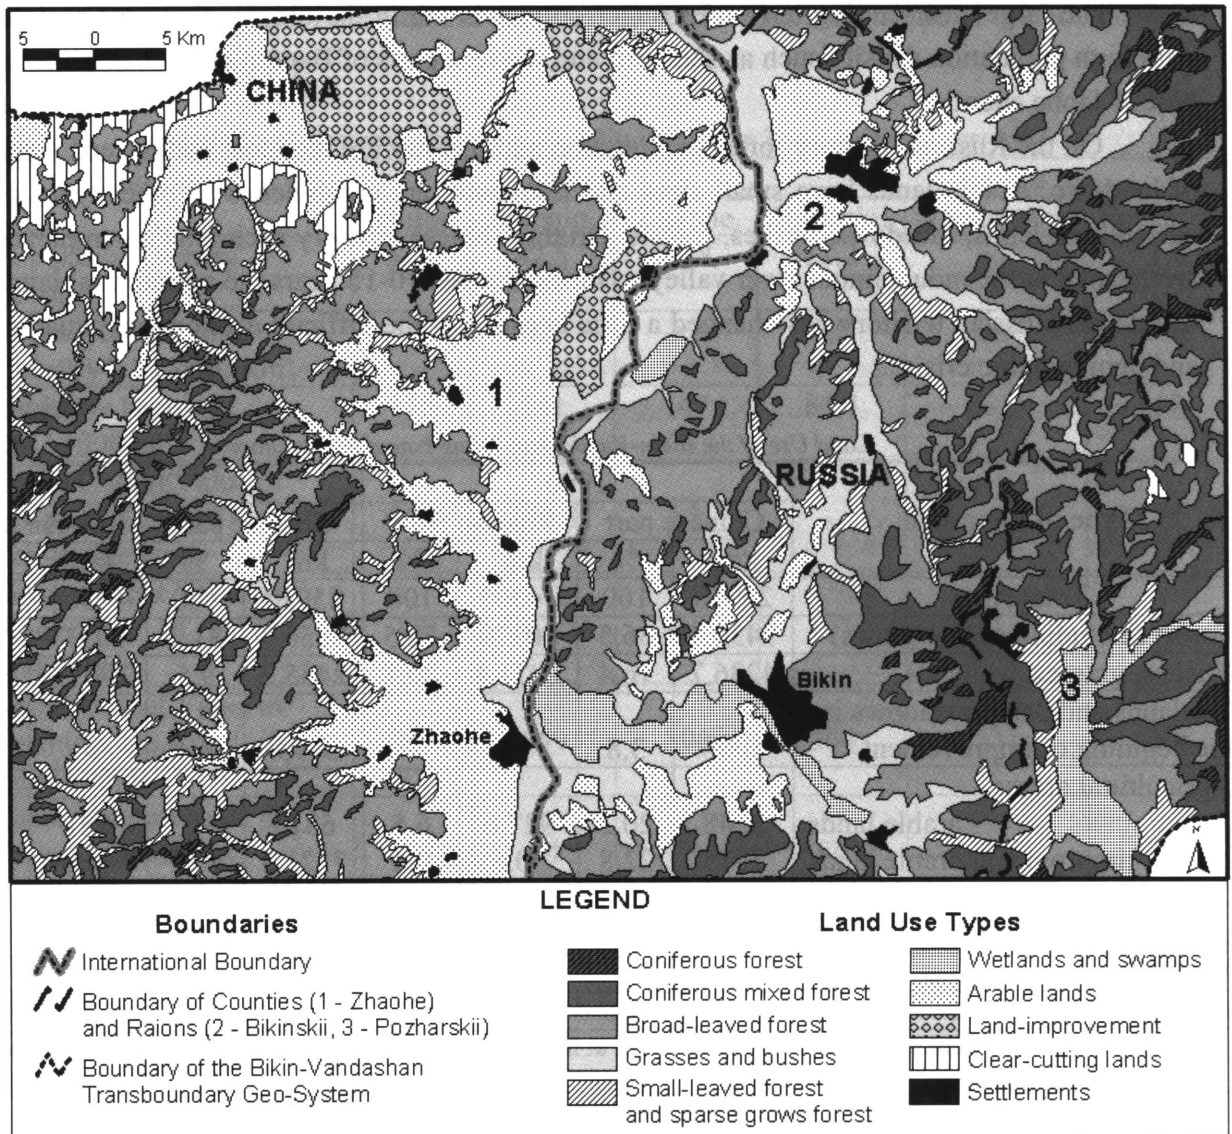 5 0 5 Km
CHINA
2
1
RUSSIA
3
Bikin
Zhaohe
N
LEGEND
Boundaries
International Boundary
Boundary of Counties (1 - Zhaohe)
and Raions (2 - Bikinskii, 3 - Pozharskii)
Boundary of the Bikin-Vandashan
Transboundary Geo-System
Land Use Types
Coniferous forest
Coniferous mixed forest
Broad-leaved forest
Grasses and bushes
Small-leaved forest
and sparse grows forest
Wetlands and swamps
Arable lands
Land-improvement
Clear-cutting lands
Settlements